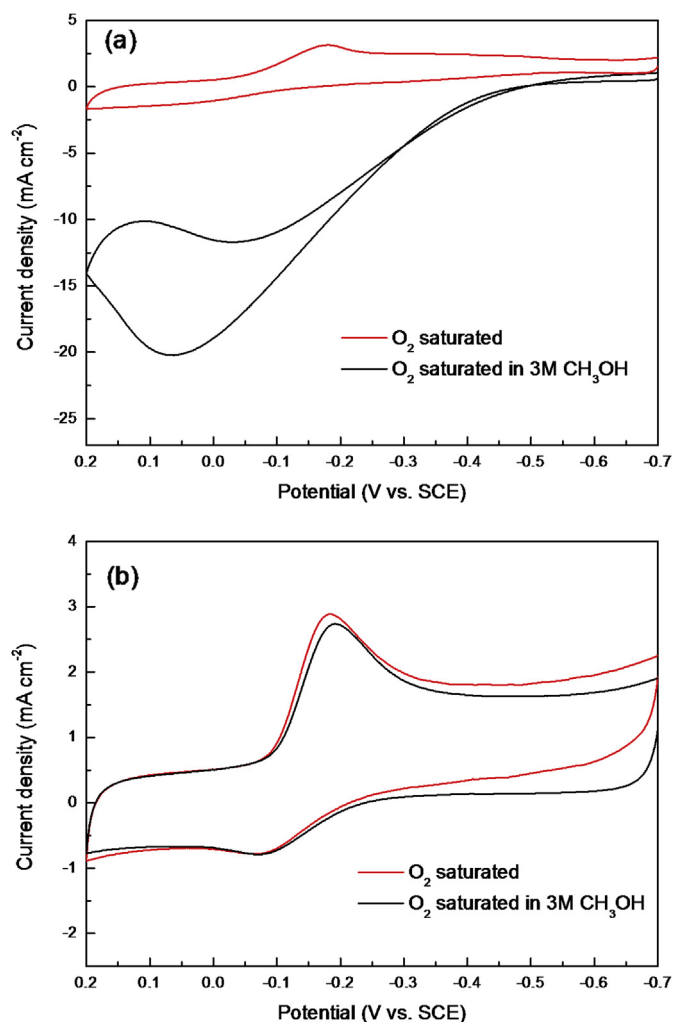 (a)
Current density (mA cm⁻²)
5
0
-5
-10
-15
-20
-25
O₂ saturated
O₂ saturated in 3M CH₃OH
0.2 0.1 0.0 -0.1 -0.2 -0.3 -0.4 -0.5 -0.6 -0.7
Potential (V vs. SCE)
(b)
Current density (mA cm⁻²)
4
3
2
1
0
-1
-2
O₂ saturated
O₂ saturated in 3M CH₃OH
0.2 0.1 0.0 -0.1 -0.2 -0.3 -0.4 -0.5 -0.6 -0.7
Potential (V vs. SCE)